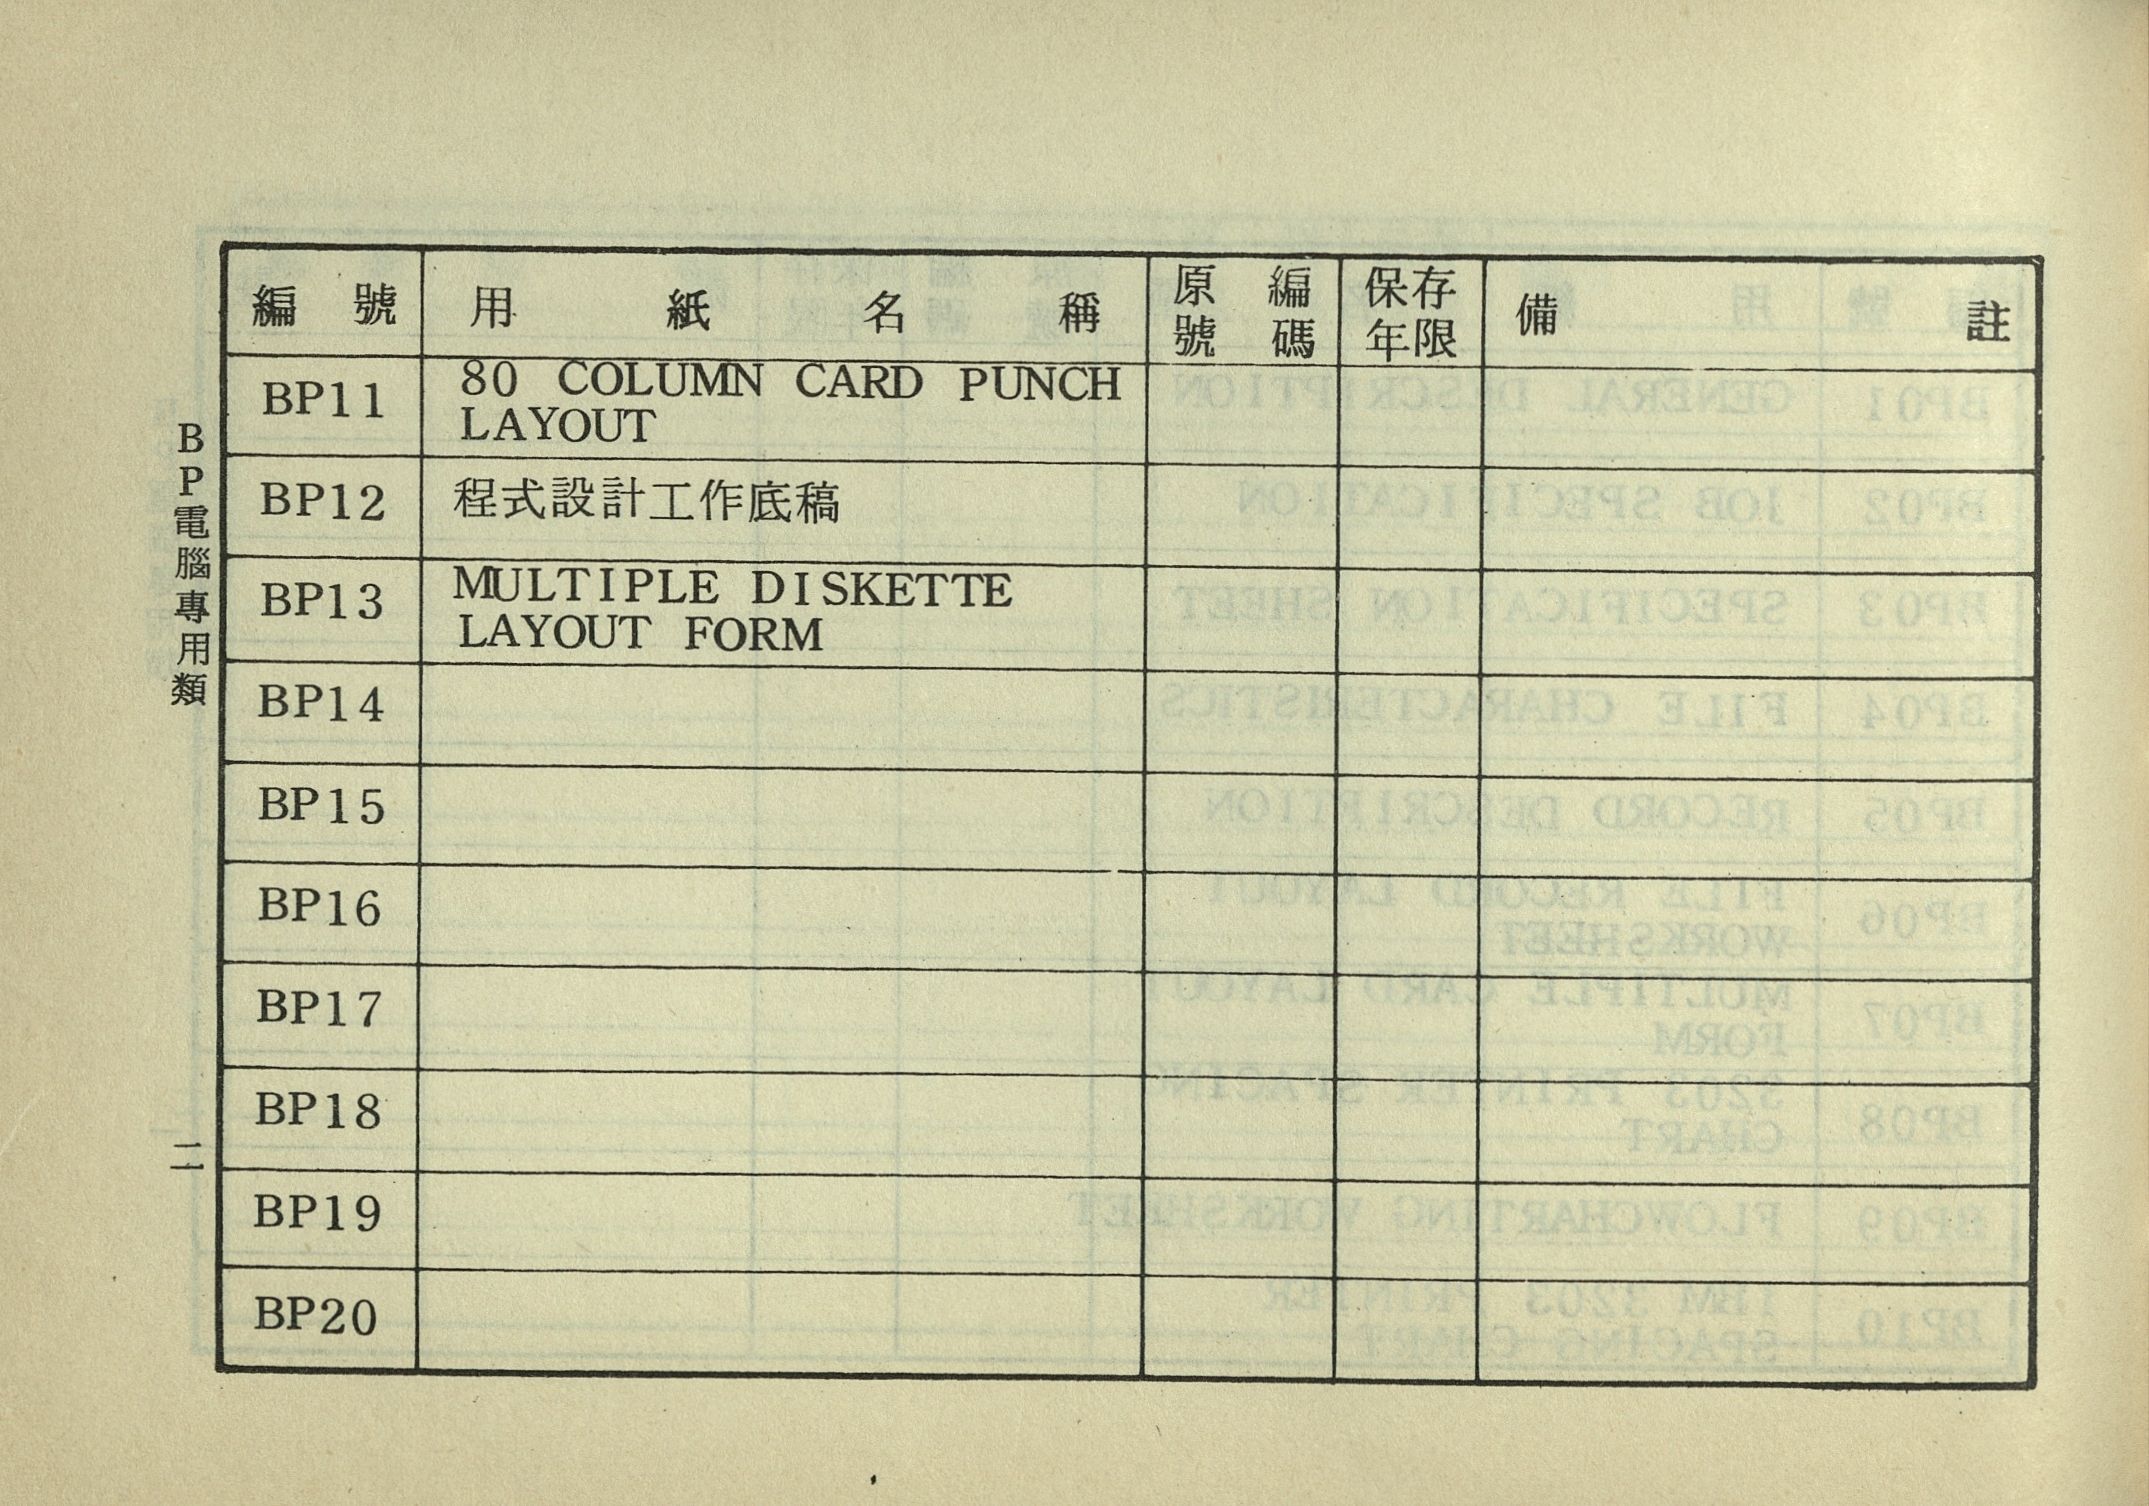 編號 用紙名稱 原編號碼 保存年限 備註
BP11 80 COLUMN CARD PUNCH
LAYOUT
BP12 程式設計工作底稿
BP13 MULTIPLE DISKETTE
LAYOUT FORM
BP14
BP15
BP16
BP17
BP18
BP19
BP20
BP電腦專用類
二